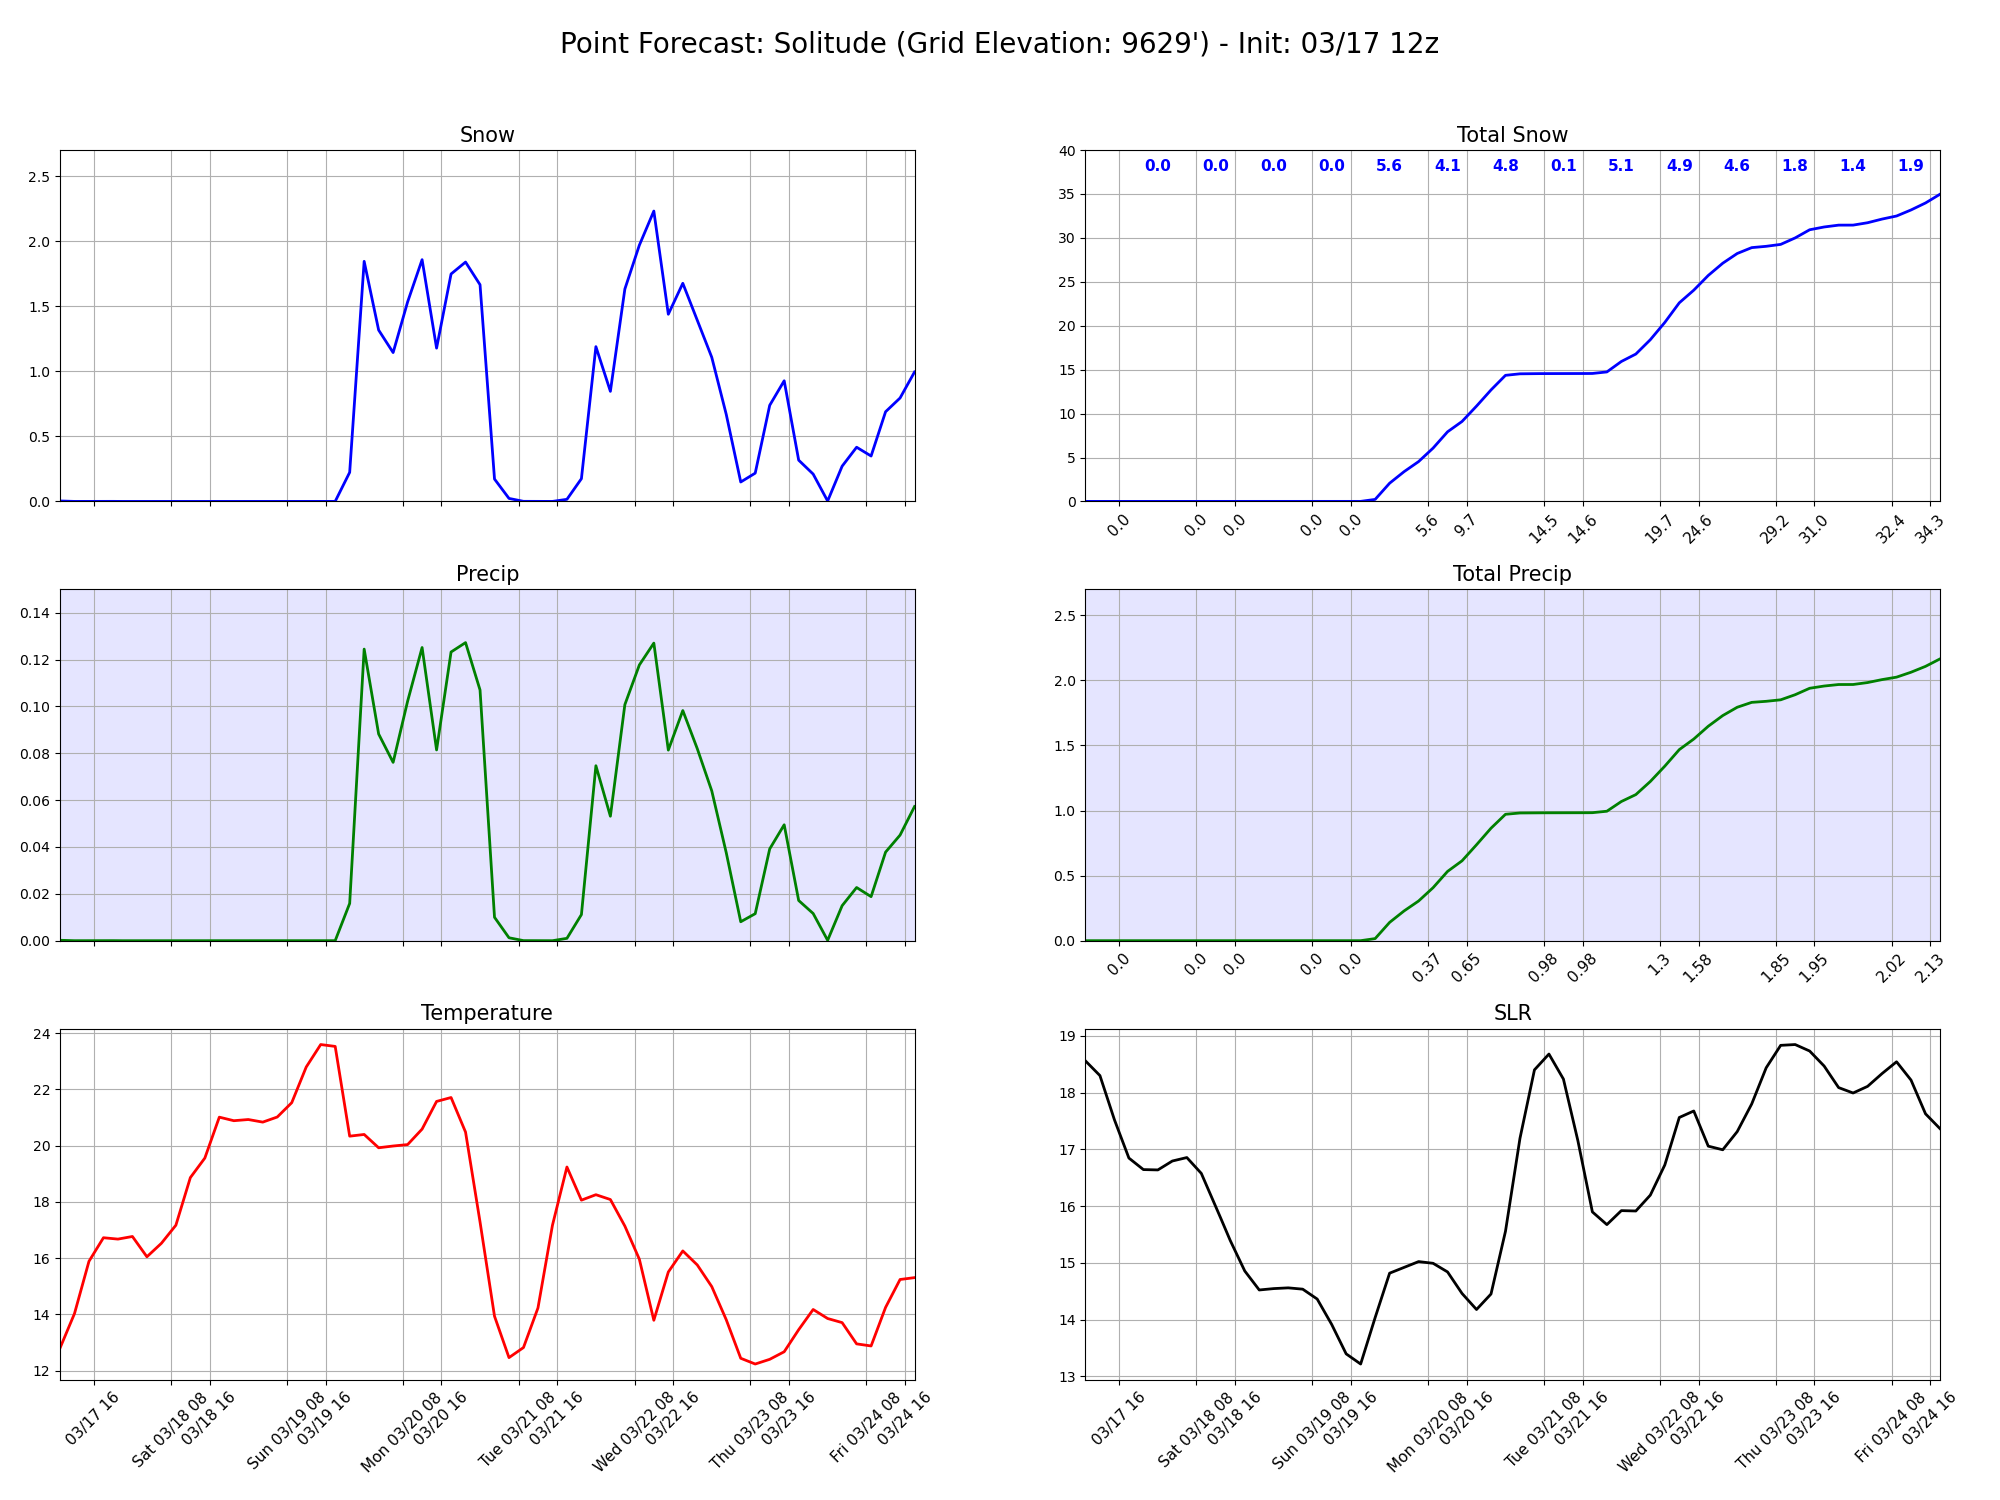 Point Forecast: Solitude (Grid Elevation: 9629') - Init: 03/17 12z
Snow
2.5
2.0
1.5
1.0
0.5
0.0
Total Snow
40
35
30
25
20
15
10
5
0
0.0 0.0 0.0 0.0 5.6 4.1 4.8 0.1 5.1 4.9 4.6 1.8 1.4 1.9
0.0 0.0 0.0 0.0 0.0 5.6 9.7 14.5 14.6 19.7 24.6 29.2 31.0 32.4 34.3
Precip
0.14
0.12
0.10
0.08
0.06
0.04
0.02
0.00
Total Precip
2.5
2.0
1.5
1.0
0.5
0.0
0.0 0.0 0.0 0.0 0.0 0.37 0.65 0.98 0.98 1.3 1.58 1.85 1.95 2.02 2.13
Temperature
24
22
20
18
16
14
12
03/17 16
Sat 03/18 08
03/18 16
Sun 03/19 08
03/19 16
Mon 03/20 08
03/20 16
Tue 03/21 08
03/21 16
Wed 03/22 08
03/22 16
Thu 03/23 08
03/23 16
Fri 03/24 08
03/24 16
SLR
19
18
17
16
15
14
13
03/17 16
Sat 03/18 08
03/18 16
Sun 03/19 08
03/19 16
Mon 03/20 08
03/20 16
Tue 03/21 08
03/21 16
Wed 03/22 08
03/22 16
Thu 03/23 08
03/23 16
Fri 03/24 08
03/24 16